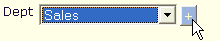 Dept Sales +